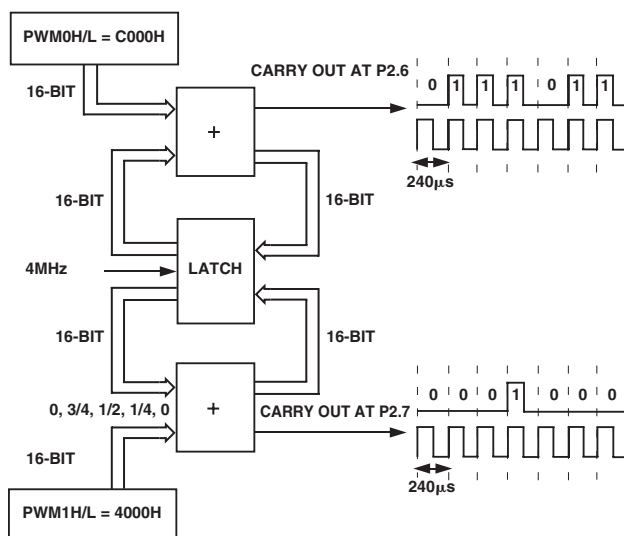 PWM0H/L = C000H
16-BIT
CARRY OUT AT P2.6
0 1 1 1 0 1 1
+
240μs
16-BIT
16-BIT
4MHz
LATCH
16-BIT
16-BIT
0, 3/4, 1/2, 1/4, 0
+
CARRY OUT AT P2.7
0 0 0 1 0 0 0
16-BIT
240μs
PWM1H/L = 4000H